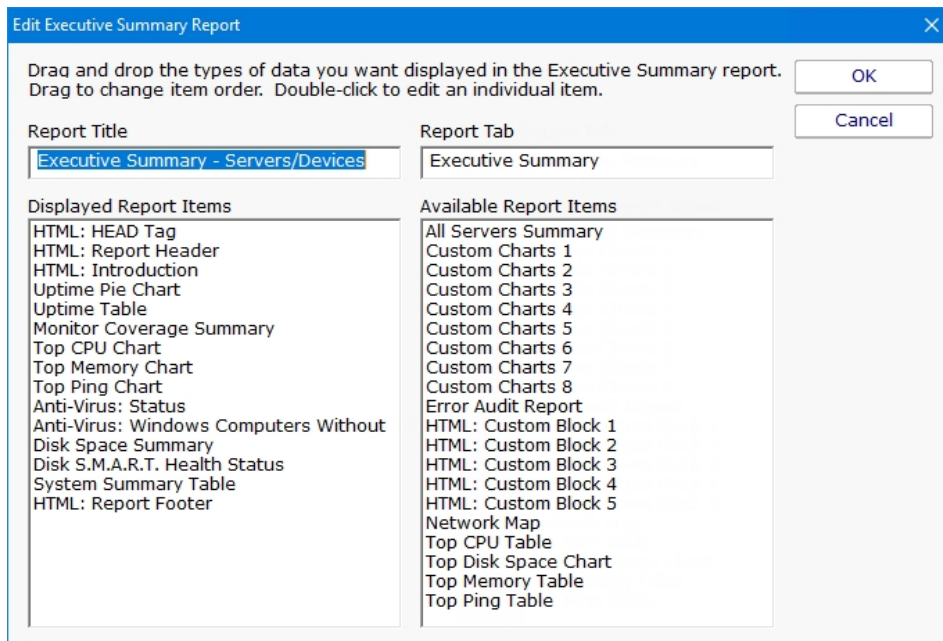 Edit Executive Summary Report
Drag and drop the types of data you want displayed in the Executive Summary report.
Drag to change item order. Double-click to edit an individual item.
OK
Cancel
Report Title
Executive Summary - Servers/Devices
Report Tab
Executive Summary
Displayed Report Items
HTML: HEAD Tag
HTML: Report Header
HTML: Introduction
Uptime Pie Chart
Uptime Table
Monitor Coverage Summary
Top CPU Chart
Top Memory Chart
Top Ping Chart
Anti-Virus: Status
Anti-Virus: Windows Computers Without
Disk Space Summary
Disk S.M.A.R.T. Health Status
System Summary Table
HTML: Report Footer
Available Report Items
All Servers Summary
Custom Charts 1
Custom Charts 2
Custom Charts 3
Custom Charts 4
Custom Charts 5
Custom Charts 6
Custom Charts 7
Custom Charts 8
Error Audit Report
HTML: Custom Block 1
HTML: Custom Block 2
HTML: Custom Block 3
HTML: Custom Block 4
HTML: Custom Block 5
Network Map
Top CPU Table
Top Disk Space Chart
Top Memory Table
Top Ping Table